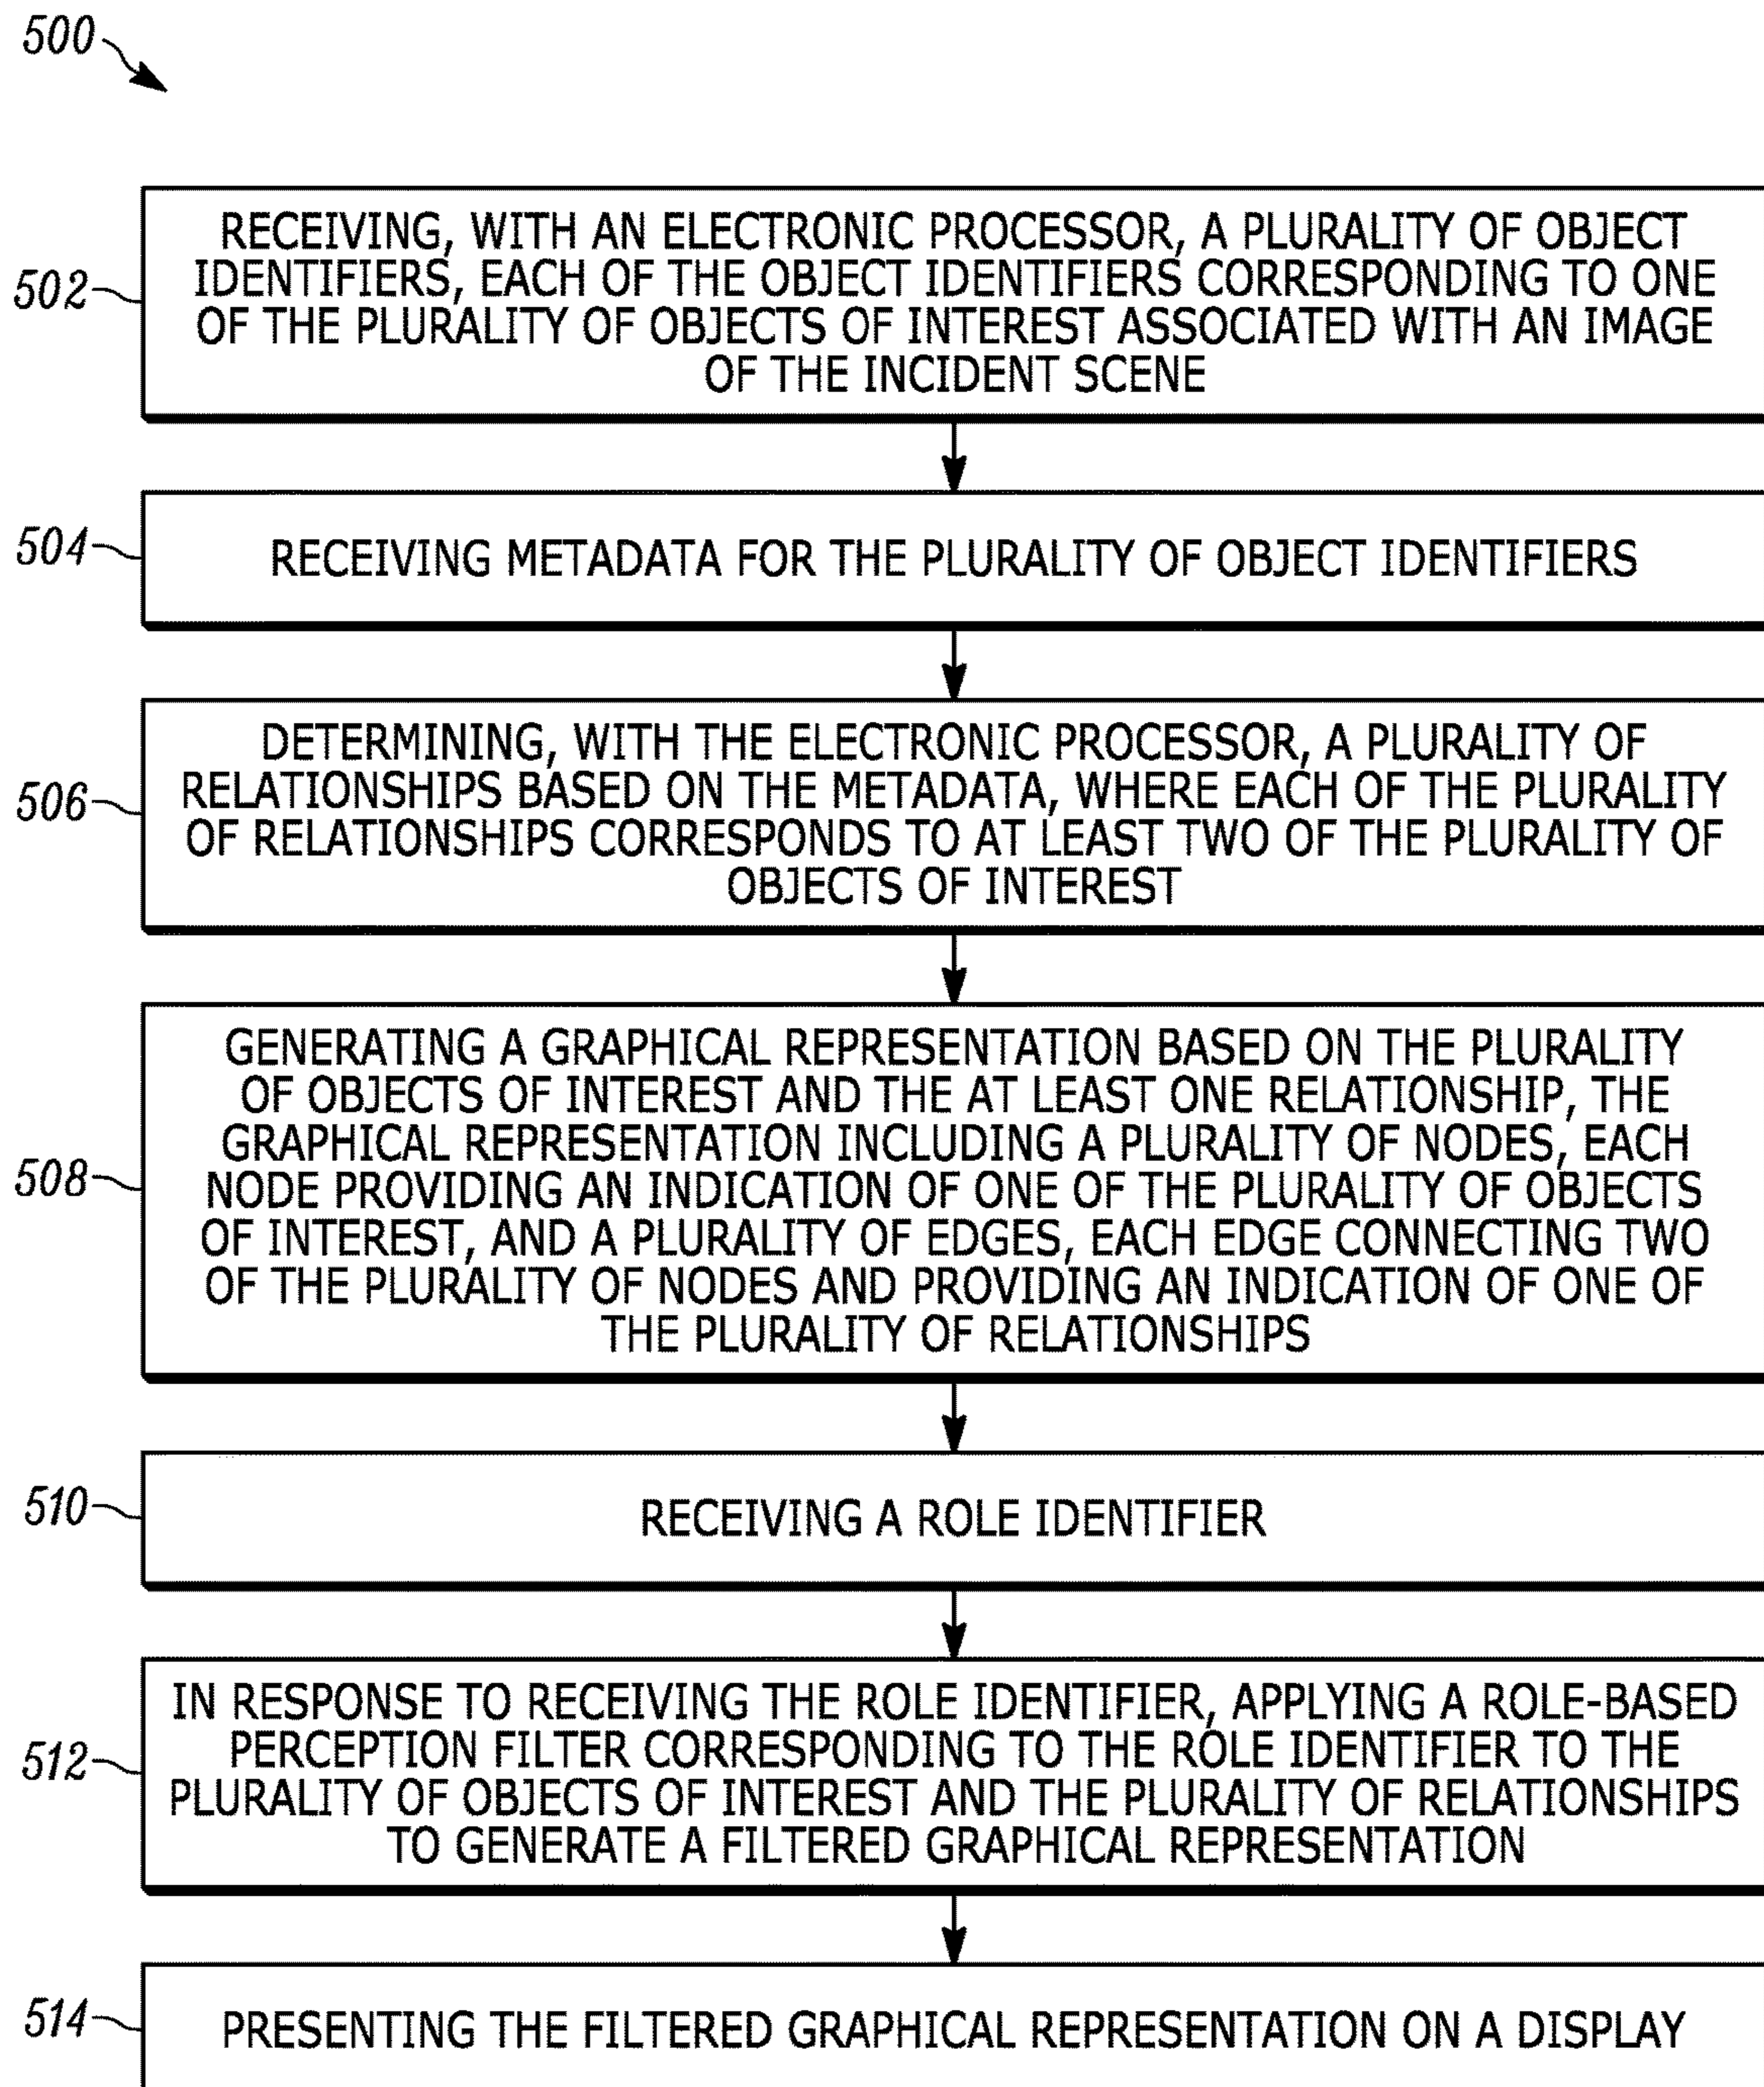 500
502
RECEIVING, WITH AN ELECTRONIC PROCESSOR, A PLURALITY OF OBJECT
IDENTIFIERS, EACH OF THE OBJECT IDENTIFIERS CORRESPONDING TO ONE
OF THE PLURALITY OF OBJECTS OF INTEREST ASSOCIATED WITH AN IMAGE
OF THE INCIDENT SCENE
504
RECEIVING METADATA FOR THE PLURALITY OF OBJECT IDENTIFIERS
506
DETERMINING, WITH THE ELECTRONIC PROCESSOR, A PLURALITY OF
RELATIONSHIPS BASED ON THE METADATA, WHERE EACH OF THE PLURALITY
OF RELATIONSHIPS CORRESPONDS TO AT LEAST TWO OF THE PLURALITY OF
OBJECTS OF INTEREST
508
GENERATING A GRAPHICAL REPRESENTATION BASED ON THE PLURALITY
OF OBJECTS OF INTEREST AND THE AT LEAST ONE RELATIONSHIP, THE
GRAPHICAL REPRESENTATION INCLUDING A PLURALITY OF NODES, EACH
NODE PROVIDING AN INDICATION OF ONE OF THE PLURALITY OF OBJECTS
OF INTEREST, AND A PLURALITY OF EDGES, EACH EDGE CONNECTING TWO
OF THE PLURALITY OF NODES AND PROVIDING AN INDICATION OF ONE OF
THE PLURALITY OF RELATIONSHIPS
510
RECEIVING A ROLE IDENTIFIER
512
IN RESPONSE TO RECEIVING THE ROLE IDENTIFIER, APPLYING A ROLE-BASED
PERCEPTION FILTER CORRESPONDING TO THE ROLE IDENTIFIER TO THE
PLURALITY OF OBJECTS OF INTEREST AND THE PLURALITY OF RELATIONSHIPS
TO GENERATE A FILTERED GRAPHICAL REPRESENTATION
514
PRESENTING THE FILTERED GRAPHICAL REPRESENTATION ON A DISPLAY